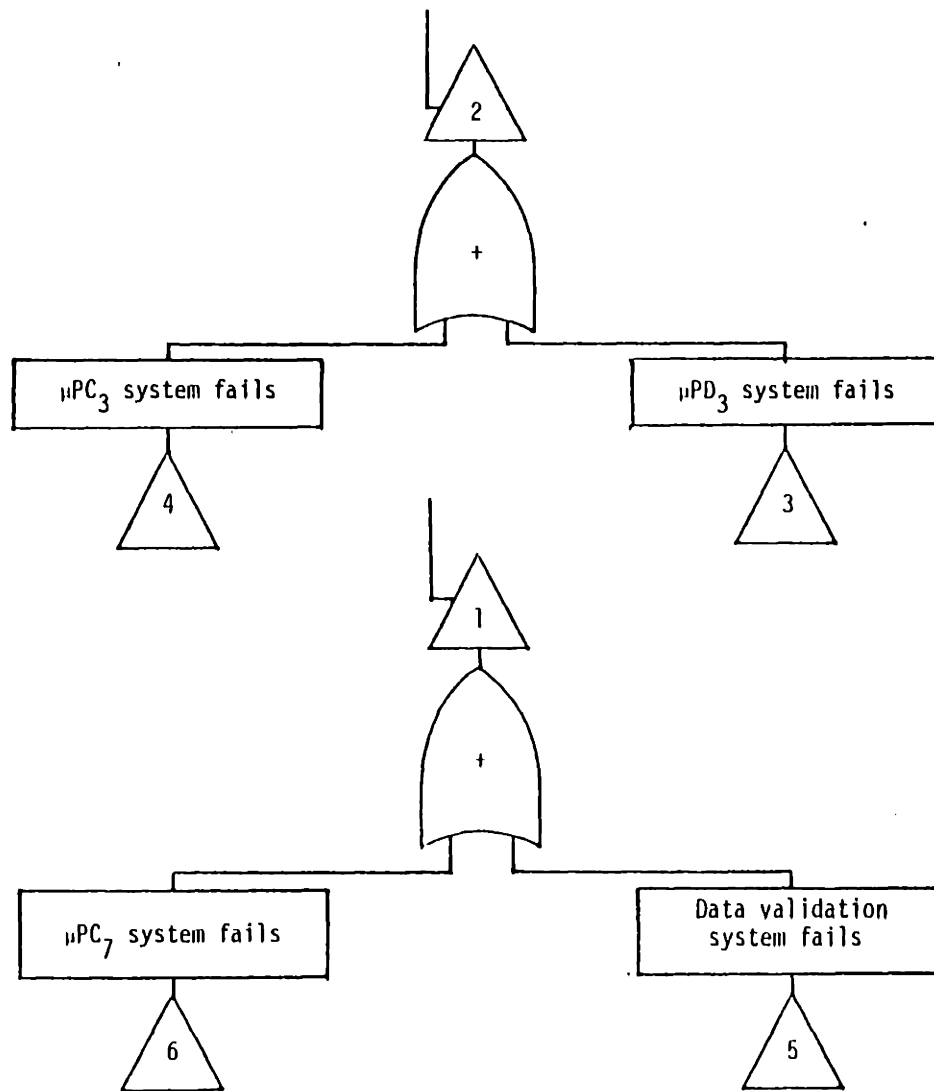 2
+
μPC₃ system fails
μPD₃ system fails
4
3
1
+
μPC₇ system fails
Data validation
system fails
6
5